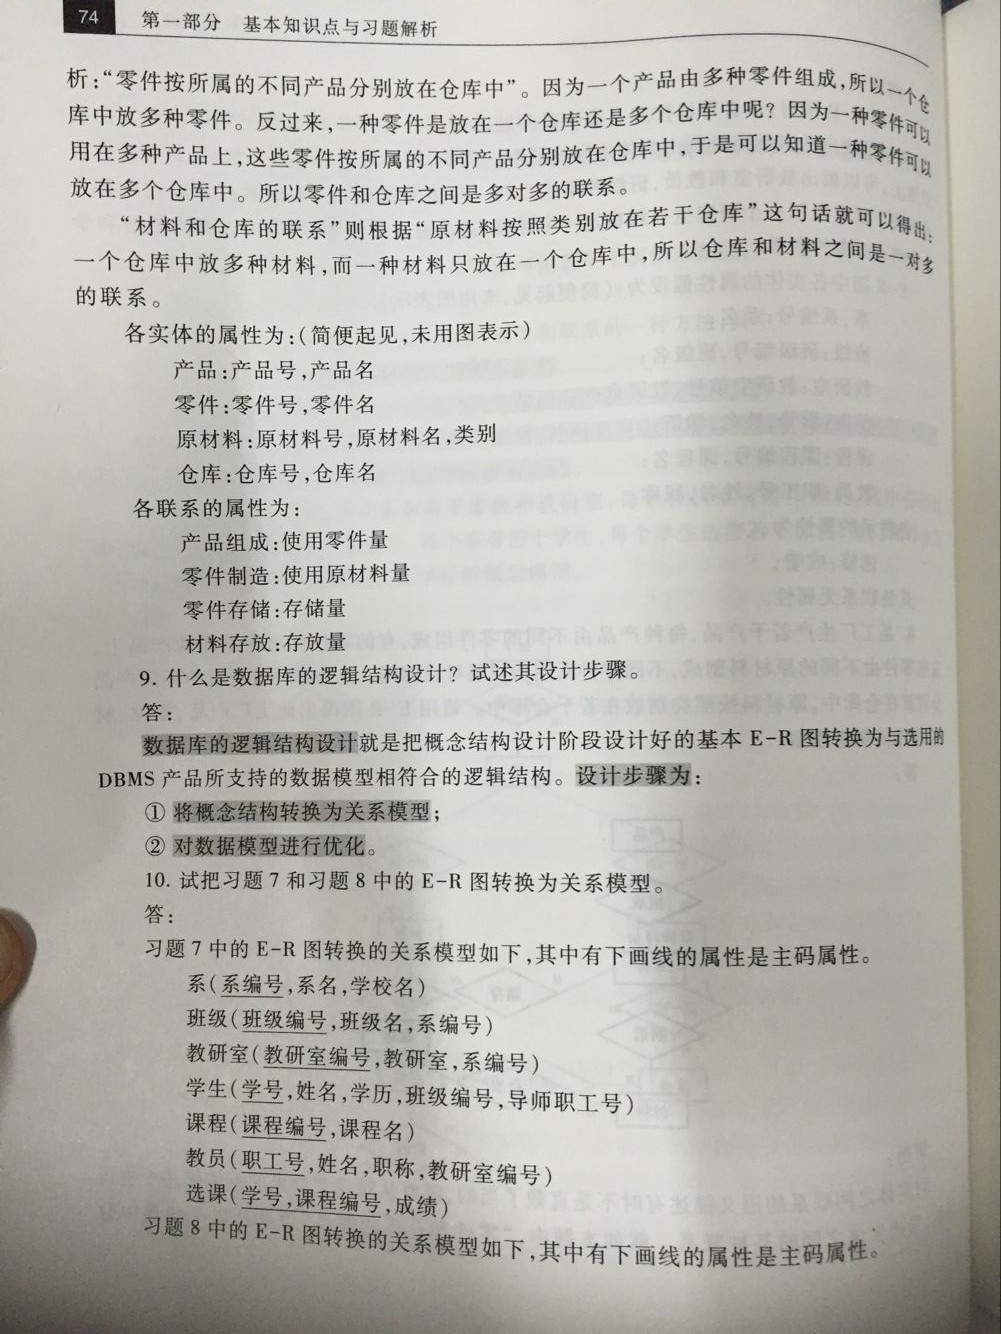 74 第一部分 基本知识点与习题解析
析:“零件按所属的不同产品分别放在仓库中”。因为一个产品由多种零件组成,所以一个仓
库中放多种零件。反过来,一种零件是放在一个仓库还是多个仓库中呢?因为一种零件可以
用在多种产品上,这些零件按所属的不同产品分别放在仓库中,于是可以知道一种零件可以
放在多个仓库中。所以零件和仓库之间是多对多的联系。
“材料和仓库的联系”则根据“原材料按照类别放在若干仓库”这句话就可以得出:
一个仓库中放多种材料,而一种材料只放在一个仓库中,所以仓库和材料之间是一对多
的联系。
各实体的属性为:(简便起见,未用图表示)
产品:产品号,产品名
零件:零件号,零件名
原材料:原材料号,原材料名,类别
仓库:仓库号,仓库名
各联系的属性为:
产品组成:使用零件量
零件制造:使用原材料量
零件存储:存储量
材料存放:存放量
9. 什么是数据库的逻辑结构设计?试述其设计步骤。
答:
数据库的逻辑结构设计就是把概念结构设计阶段设计好的基本 E-R 图转换为与选用的
DBMS 产品所支持的数据模型相符合的逻辑结构。设计步骤为:
① 将概念结构转换为关系模型;
② 对数据模型进行优化。
10. 试把习题 7 和习题 8 中的 E-R 图转换为关系模型。
答:
习题 7 中的 E-R 图转换的关系模型如下,其中有下画线的属性是主码属性。
系(系编号,系名,学校名)
班级(班级编号,班级名,系编号)
教研室(教研室编号,教研室,系编号)
学生(学号,姓名,学历,班级编号,导师职工号)
课程(课程编号,课程名)
教员(职工号,姓名,职称,教研室编号)
选课(学号,课程编号,成绩)
习题 8 中的 E-R 图转换的关系模型如下,其中有下画线的属性是主码属性。